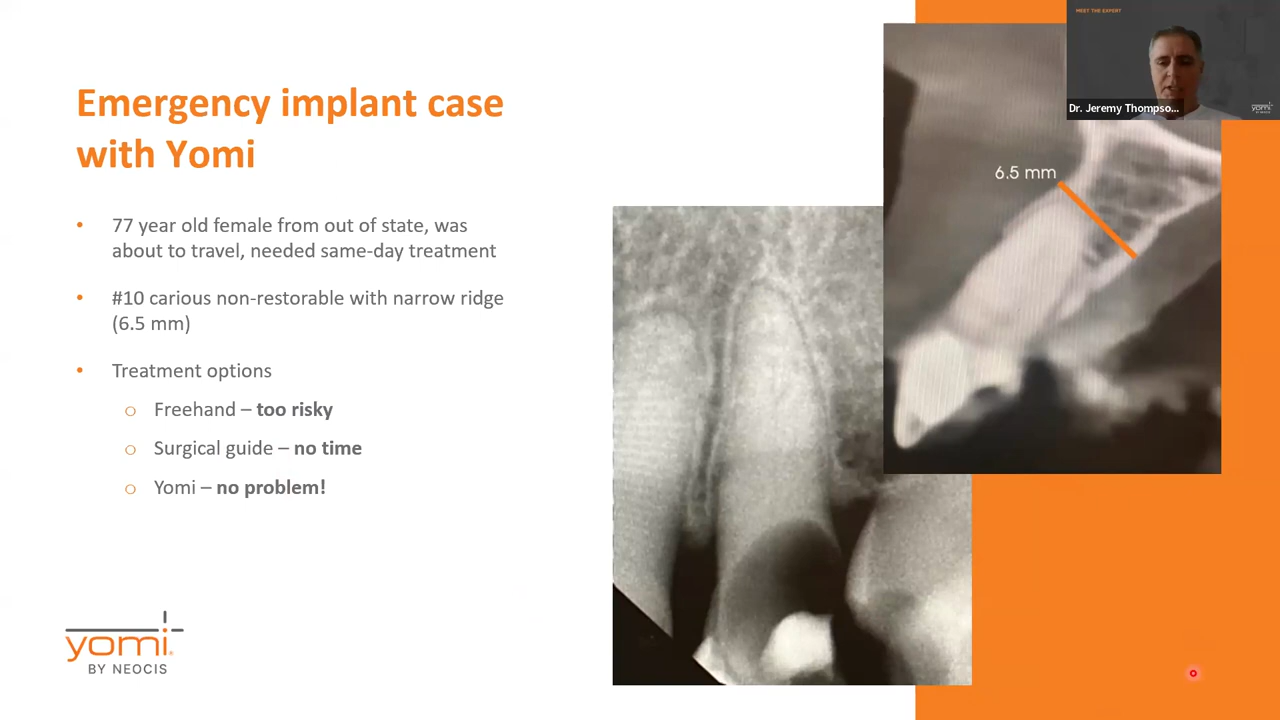 MEET THE EXPERT
Dr. Jeremy Thompso...
Emergency implant case
with Yomi
• 77 year old female from out of state, was
about to travel, needed same-day treatment
• #10 carious non-restorable with narrow ridge
(6.5 mm)
• Treatment options
o Freehand – too risky
o Surgical guide – no time
o Yomi – no problem!
6.5 mm
yomi
BY NEOCIS
yomi